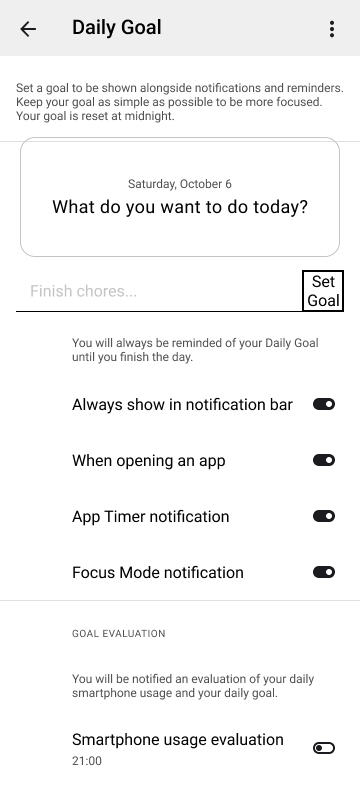 Daily Goal
Set a goal to be shown alongside notifications and reminders.
Keep your goal as simple as possible to be more focused.
Your goal is reset at midnight.
Saturday, October 6
What do you want to do today?
Finish chores...
Set
Goal
You will always be reminded of your Daily Goal
until you finish the day.
Always show in notification bar
When opening an app
App Timer notification
Focus Mode notification
GOAL EVALUATION
You will be notified an evaluation of your daily
smartphone usage and your daily goal.
Smartphone usage evaluation
21:00